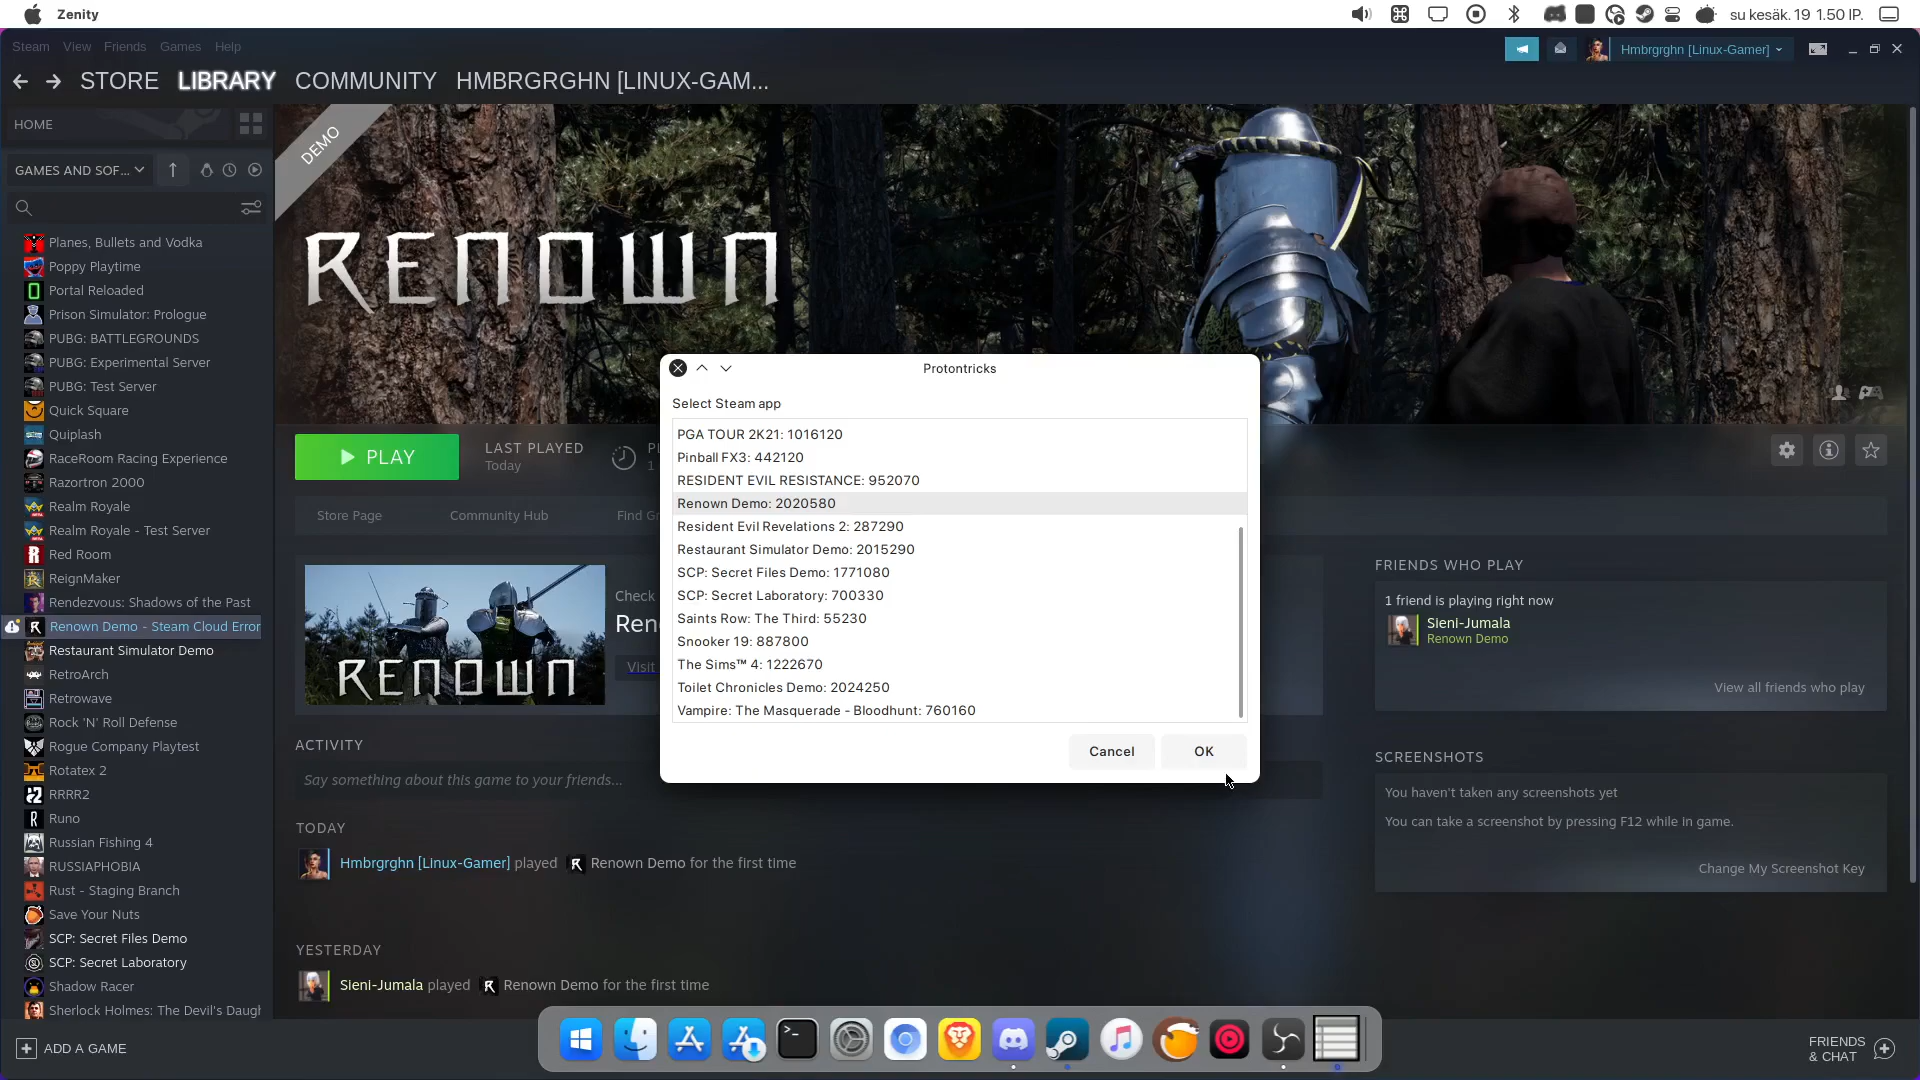 Zenity
su kesäk. 19 1.50 IP.
Steam View Friends Games Help
Hmbrgrghn [Linux-Gamer]
STORE LIBRARY COMMUNITY HMBRGRGHN [LINUX-GAM...
HOME
GAMES AND SOF...
Planes, Bullets and Vodka
Poppy Playtime
Portal Reloaded
Prison Simulator: Prologue
PUBG: BATTLEGROUNDS
PUBG: Experimental Server
PUBG: Test Server
Quick Square
Quiplash
RaceRoom Racing Experience
Razortron 2000
Realm Royale
Realm Royale - Test Server
Red Room
ReignMaker
Rendezvous: Shadows of the Past
Renown Demo - Steam Cloud Error
Restaurant Simulator Demo
RetroArch
Retrowave
Rock 'N' Roll Defense
Rogue Company Playtest
Rotatex 2
RRRR2
Runo
Russian Fishing 4
RUSSIAPHOBIA
Rust - Staging Branch
Save Your Nuts
SCP: Secret Files Demo
SCP: Secret Laboratory
Shadow Racer
Sherlock Holmes: The Devil's Daugh
ADD A GAME
DEMO
RENOWN
PLAY
LAST PLAYED
Today
Store Page Community Hub Find Gr
Check
Ren
Visit
RENOWN
ACTIVITY
Say something about this game to your friends...
TODAY
Hmbrgrghn [Linux-Gamer] played Renown Demo for the first time
YESTERDAY
Sieni-Jumala played Renown Demo for the first time
Protontricks
Select Steam app
PGA TOUR 2K21: 1016120
Pinball FX3: 442120
RESIDENT EVIL RESISTANCE: 952070
Renown Demo: 2020580
Resident Evil Revelations 2: 287290
Restaurant Simulator Demo: 2015290
SCP: Secret Files Demo: 1771080
SCP: Secret Laboratory: 700330
Saints Row: The Third: 55230
Snooker 19: 887800
The Sims™ 4: 1222670
Toilet Chronicles Demo: 2024250
Vampire: The Masquerade - Bloodhunt: 760160
Cancel OK
FRIENDS WHO PLAY
1 friend is playing right now
Sieni-Jumala
Renown Demo
View all friends who play
SCREENSHOTS
You haven't taken any screenshots yet
You can take a screenshot by pressing F12 while in game.
Change My Screenshot Key
FRIENDS
& CHAT